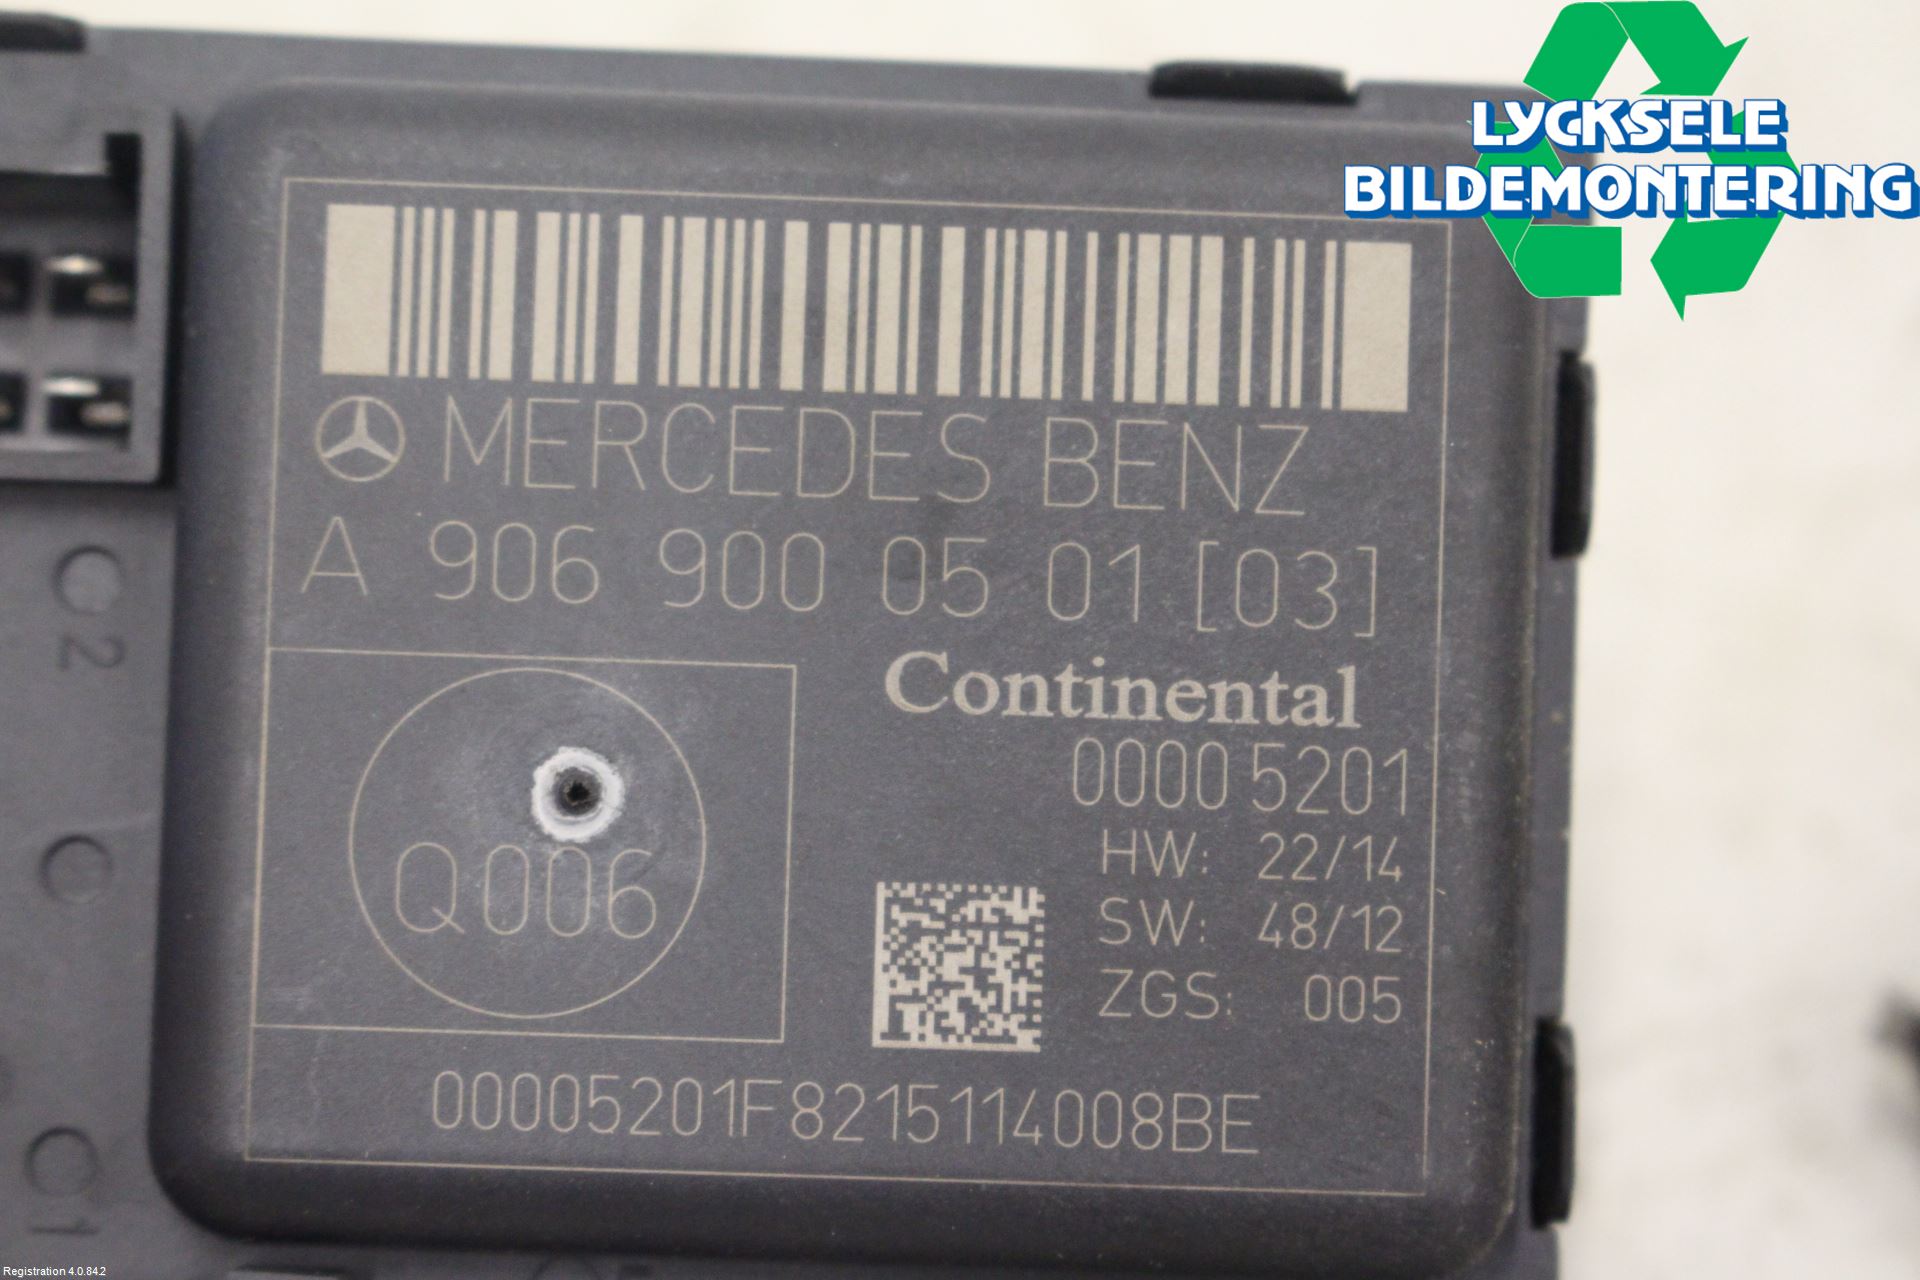 LYCKSELE
BILDEMONTERING
MERCEDES BENZ
A 906 900 05 01 [03]
Continental
0000 5201
HW: 22/14
SW: 48/12
ZGS: 005
Q006
00005201F8215114008BE
C2
C
C1
Registration 4.0.84.2